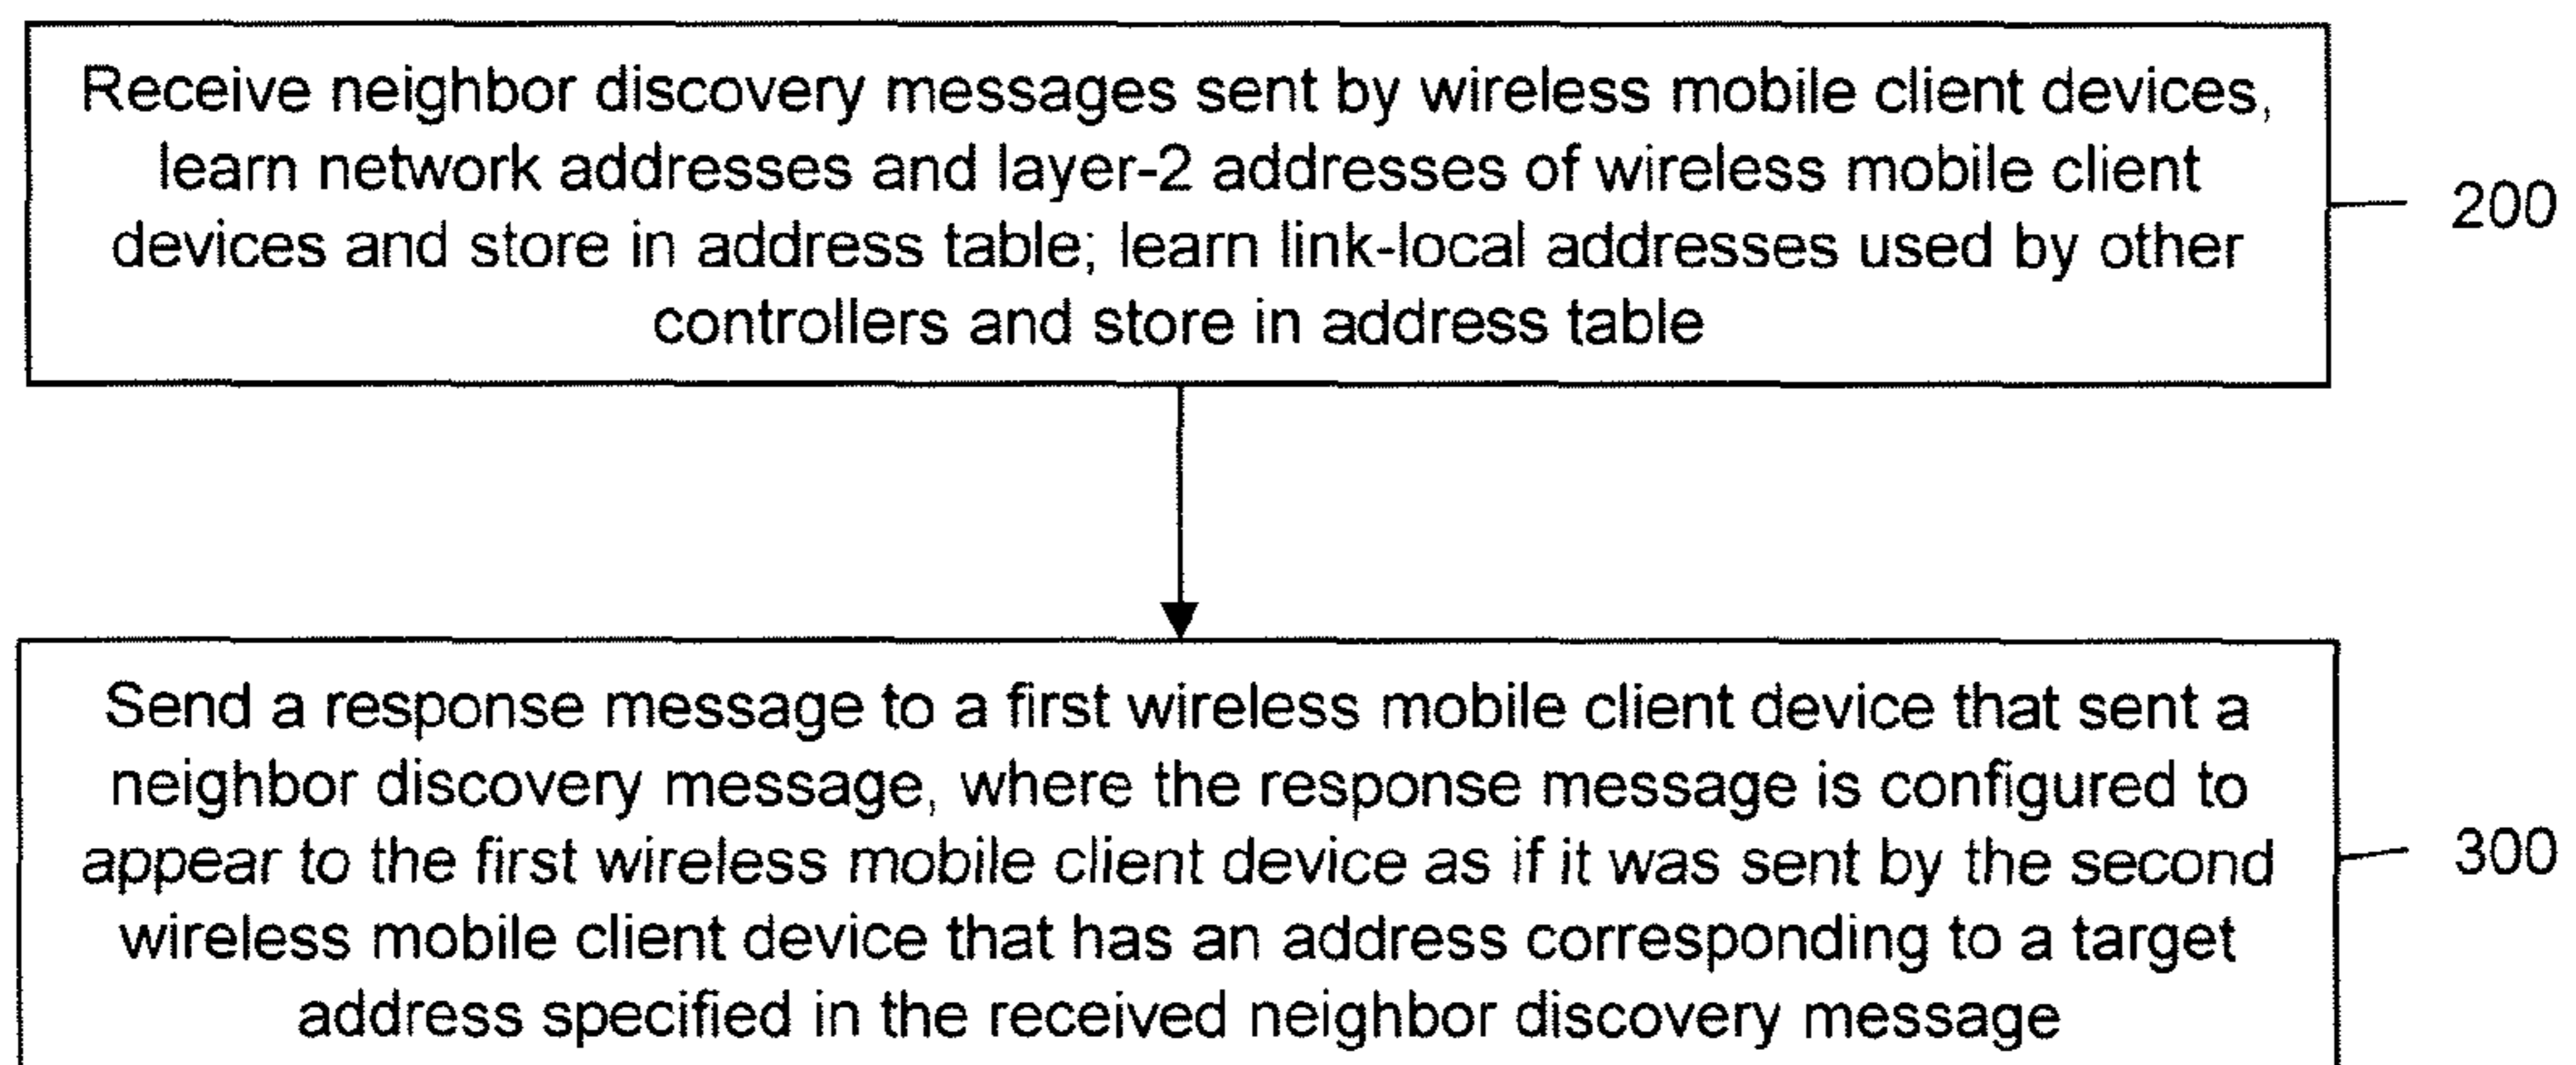 Receive neighbor discovery messages sent by wireless mobile client devices,
learn network addresses and layer-2 addresses of wireless mobile client
devices and store in address table; learn link-local addresses used by other
controllers and store in address table
200
Send a response message to a first wireless mobile client device that sent a
neighbor discovery message, where the response message is configured to
appear to the first wireless mobile client device as if it was sent by the second
wireless mobile client device that has an address corresponding to a target
address specified in the received neighbor discovery message
300